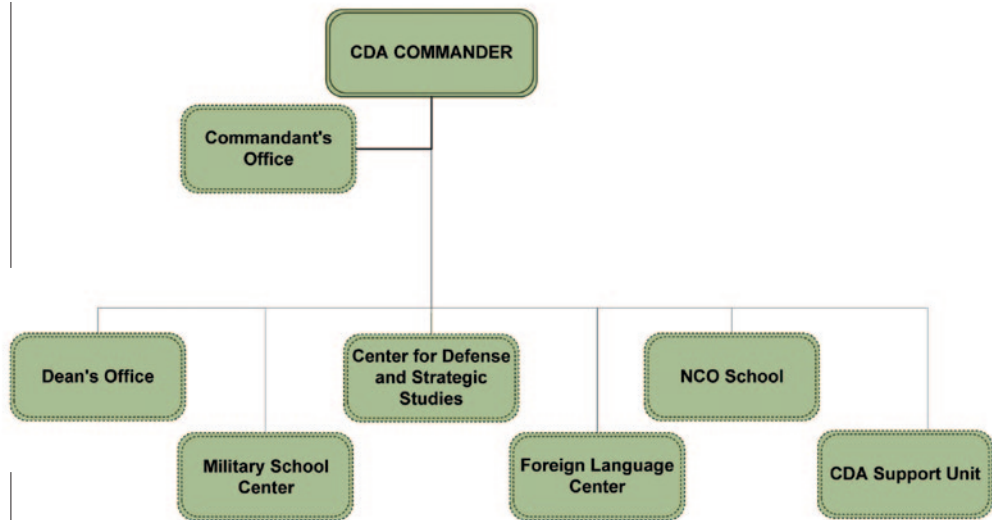 CDA COMMANDER
Commandant's
Office
Dean's Office
Center for Defense
and Strategic
Studies
NCO School
Military School
Center
Foreign Language
Center
CDA Support Unit